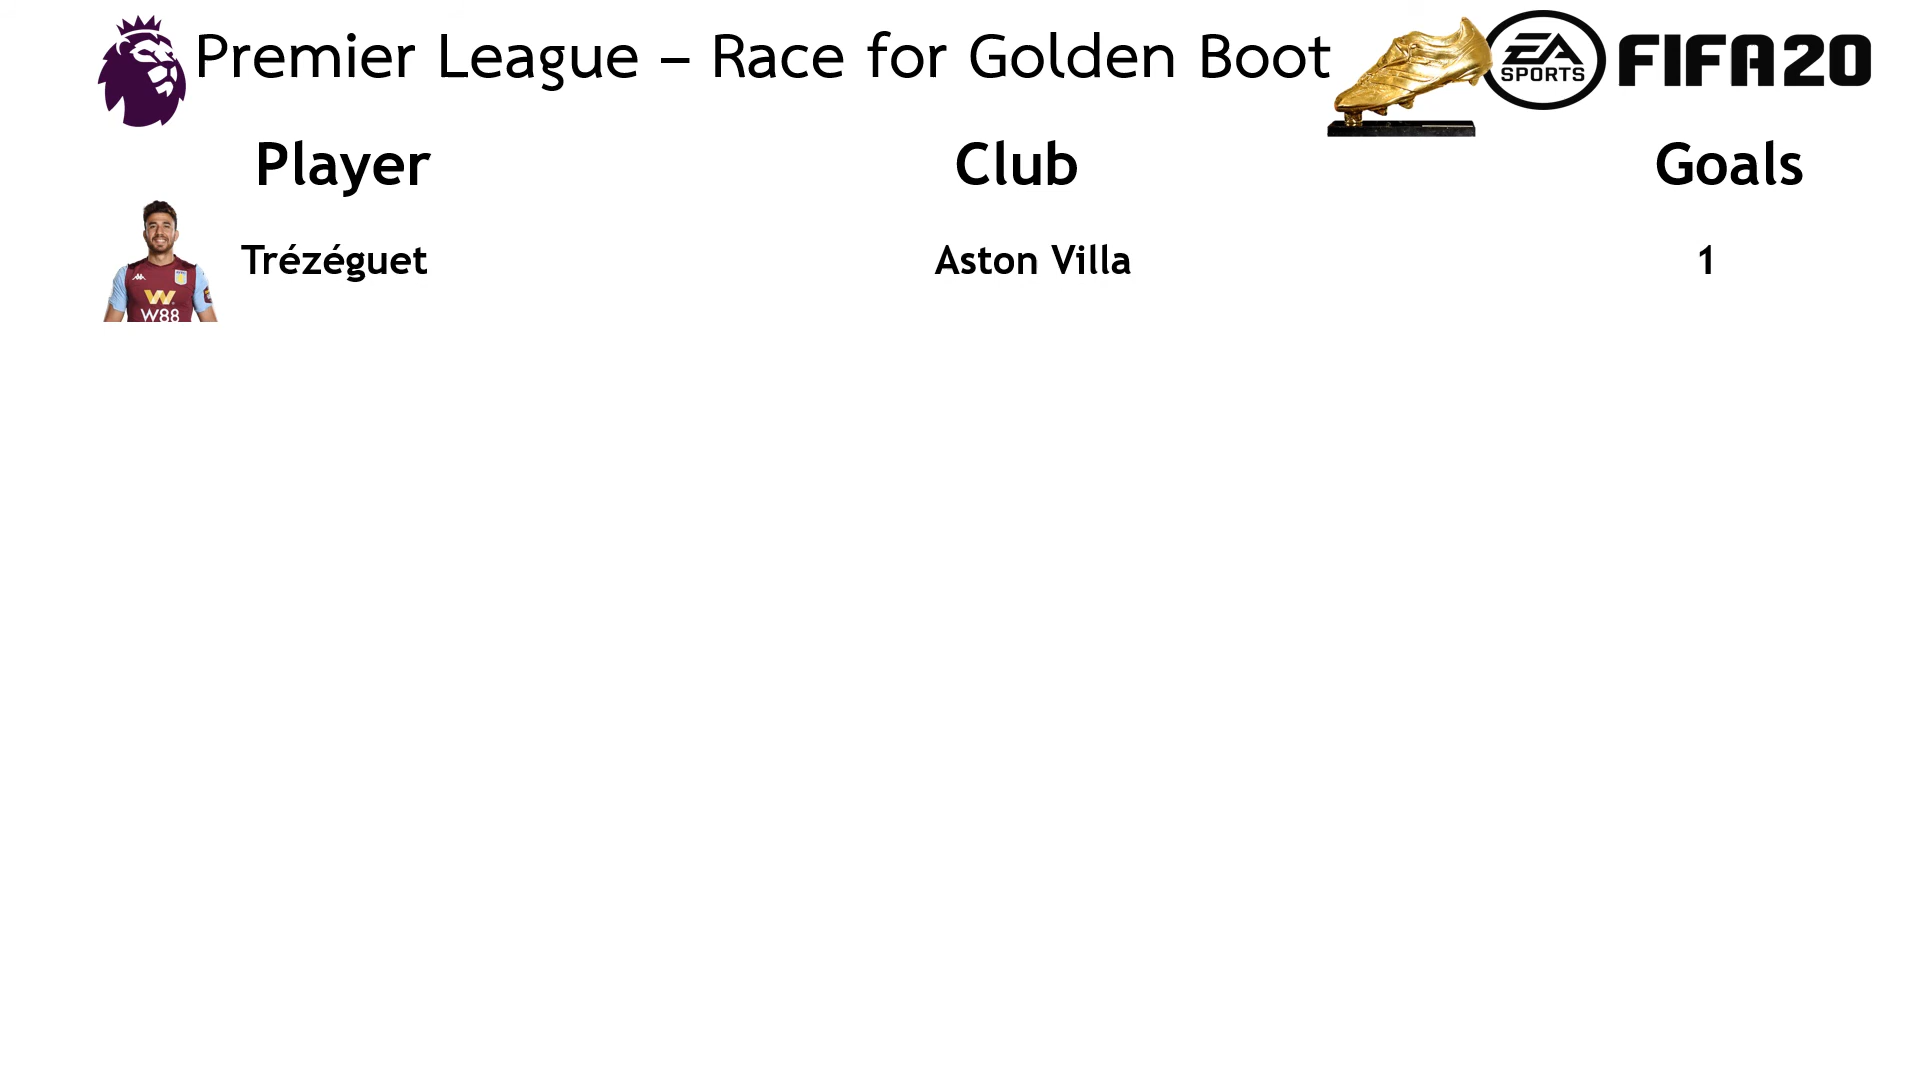 Premier League – Race for Golden Boot
EA SPORTS FIFA20
Player Club Goals
Trézéguet Aston Villa 1
W
W88